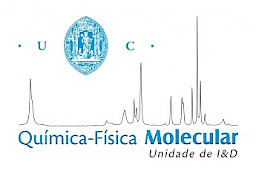 · U · C ·
Química-Física Molecular
Unidade de I&D